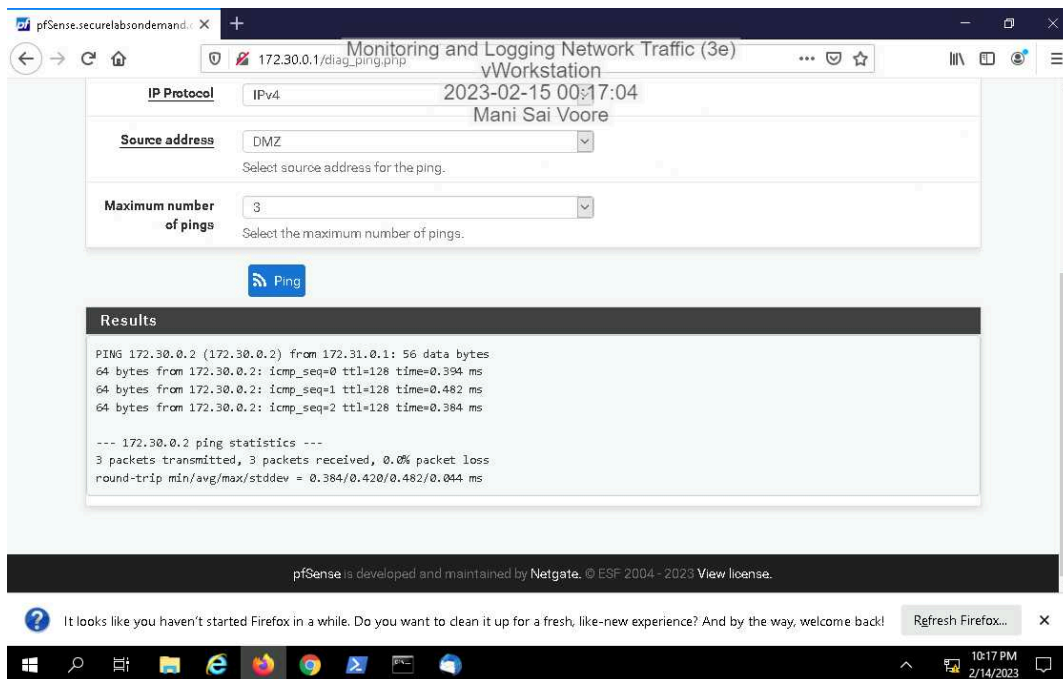 pfSense.securelabsondemand.c
172.30.0.1/diag_ping.php
Monitoring and Logging Network Traffic (3e)
vWorkstation
2023-02-15 00:17:04
Mani Sai Voore
IP Protocol
IPv4
Source address
DMZ
Select source address for the ping.
Maximum number
of pings
3
Select the maximum number of pings.
Ping
Results
PING 172.30.0.2 (172.30.0.2) from 172.31.0.1: 56 data bytes
64 bytes from 172.30.0.2: icmp_seq=0 ttl=128 time=0.394 ms
64 bytes from 172.30.0.2: icmp_seq=1 ttl=128 time=0.482 ms
64 bytes from 172.30.0.2: icmp_seq=2 ttl=128 time=0.384 ms
--- 172.30.0.2 ping statistics ---
3 packets transmitted, 3 packets received, 0.0% packet loss
round-trip min/avg/max/stddev = 0.384/0.420/0.482/0.044 ms
pfSense is developed and maintained by Netgate. © ESF 2004 - 2023 View license.
It looks like you haven't started Firefox in a while. Do you want to clean it up for a fresh, like-new experience? And by the way, welcome back!
Refresh Firefox...
10:17 PM
2/14/2023